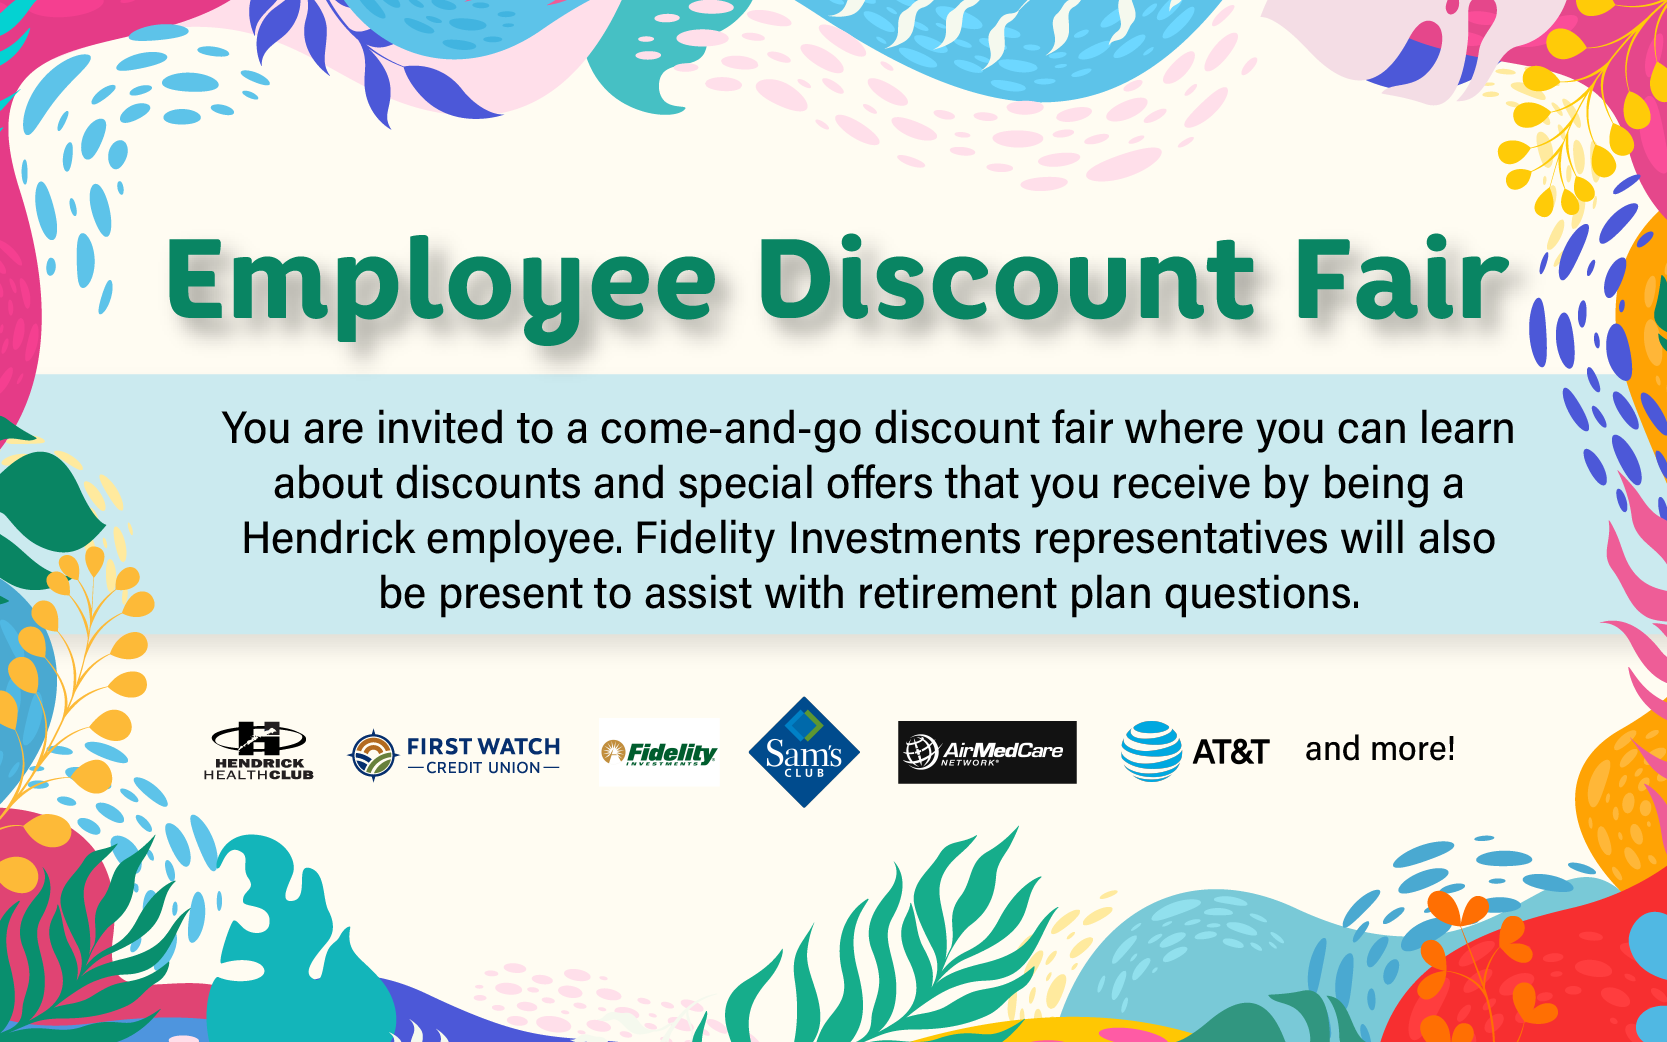 Employee Discount Fair
You are invited to a come-and-go discount fair where you can learn
about discounts and special offers that you receive by being a
Hendrick employee. Fidelity Investments representatives will also
be present to assist with retirement plan questions.
HENDRICK
HEALTHCLUB
FIRST WATCH
CREDIT UNION
Fidelity
INVESTMENTS
Sam's
CLUB
AirMedCare
NETWORK®
AT&T
and more!